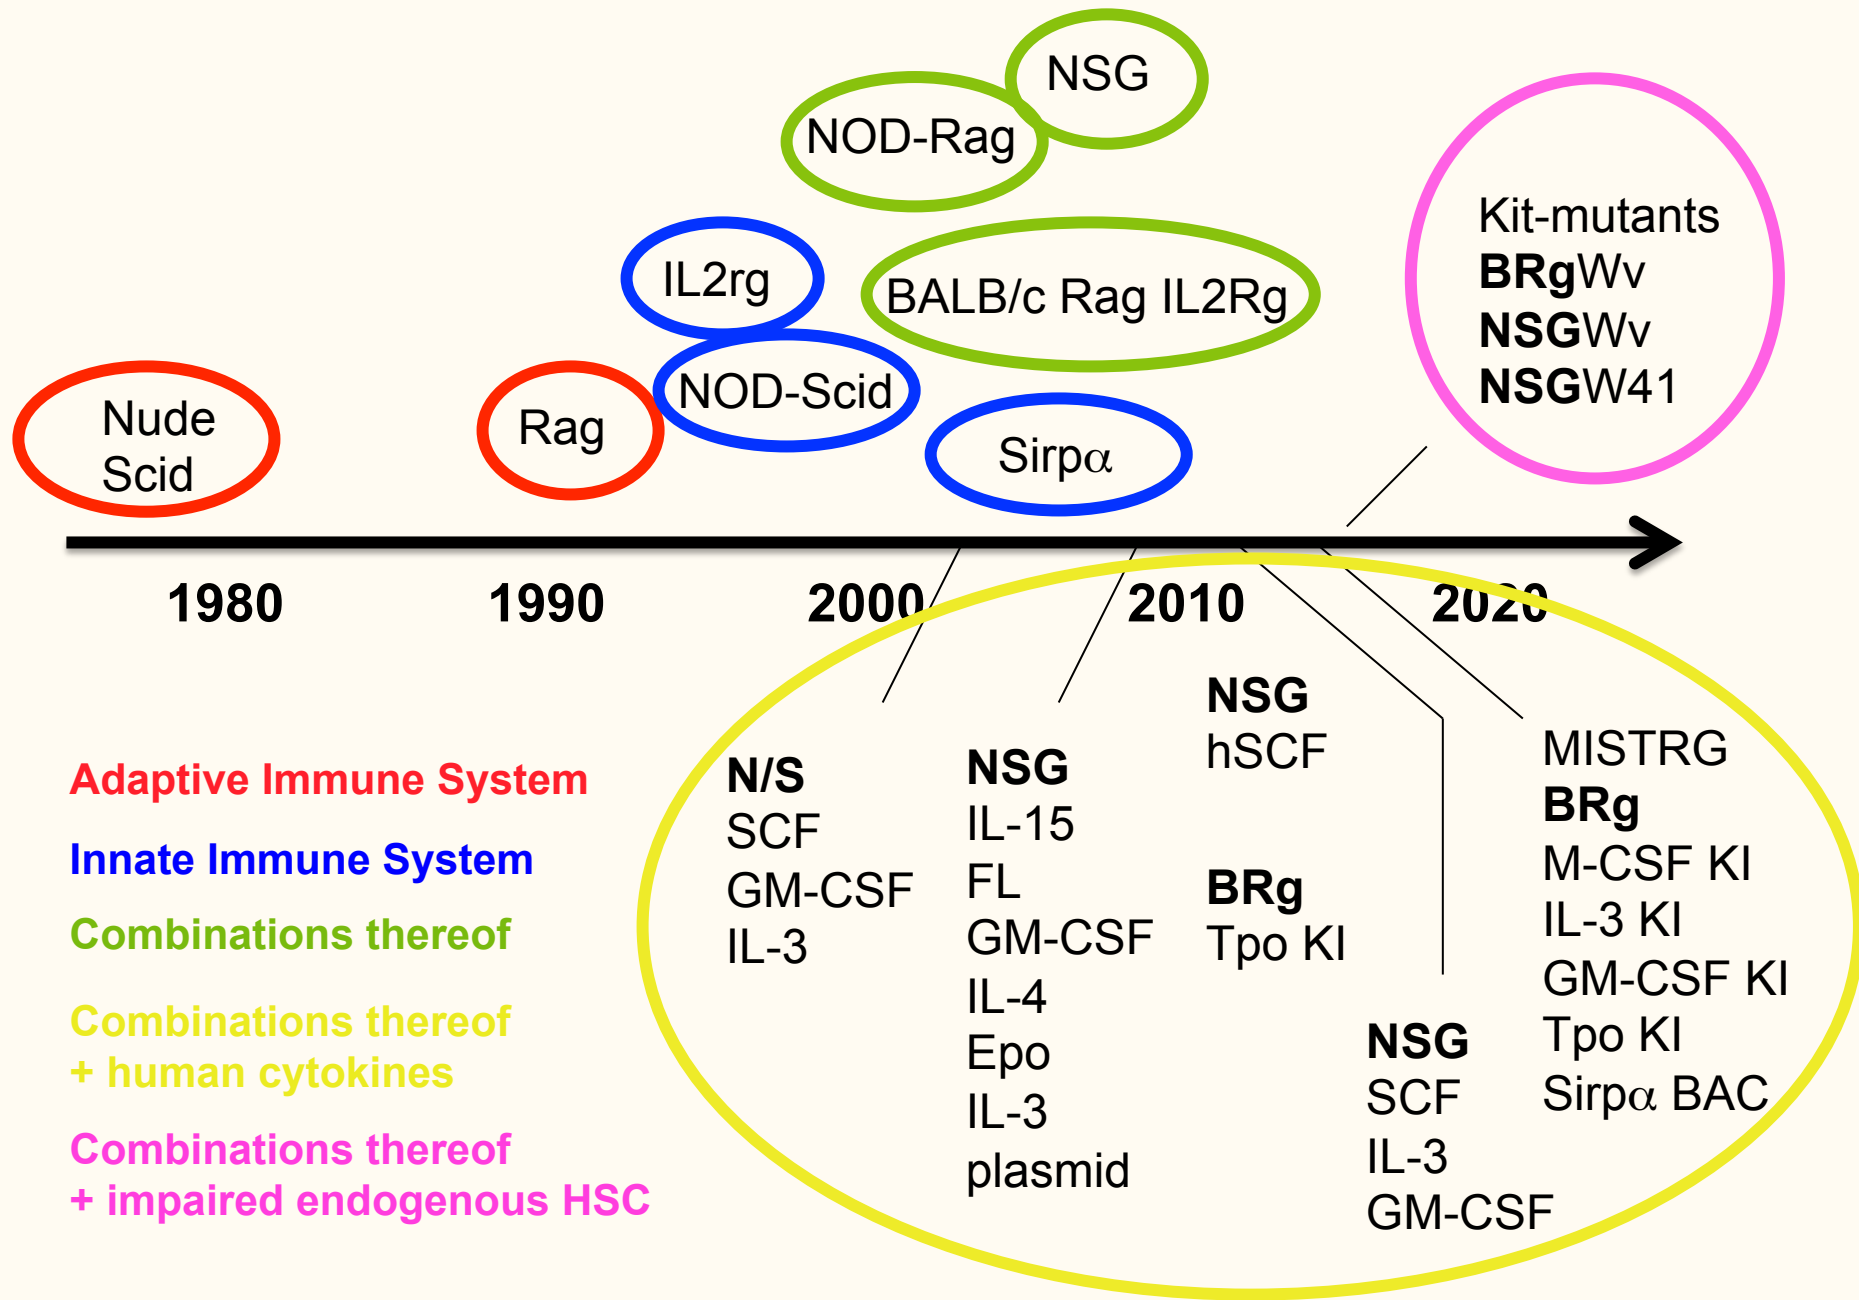 NSG
NOD-Rag
IL2rg
BALB/c Rag IL2Rg
NOD-Scid
Nude
Scid
Rag
Sirpα
Kit-mutants
BRgWv
NSGWv
NSGW41
1980
1990
2000
2010
2020
Adaptive Immune System
Innate Immune System
Combinations thereof
Combinations thereof
+ human cytokines
Combinations thereof
+ impaired endogenous HSC
N/S
SCF
GM-CSF
IL-3
NSG
IL-15
FL
GM-CSF
IL-4
Epo
IL-3
plasmid
NSG
hSCF
BRg
Tpo KI
NSG
SCF
IL-3
GM-CSF
MISTRG
BRg
M-CSF KI
IL-3 KI
GM-CSF KI
Tpo KI
Sirpα BAC